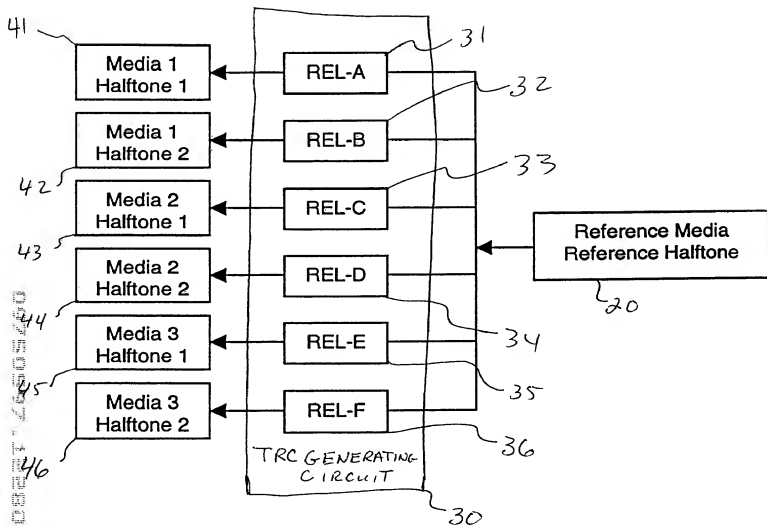 41
31
Media 1
Halftone 1
REL-A
32
Media 1
Halftone 2
REL-B
42
33
Media 2
Halftone 1
REL-C
43
Reference Media
Reference Halftone
20
Media 2
Halftone 2
REL-D
44
34
Media 3
Halftone 1
REL-E
45
35
Media 3
Halftone 2
REL-F
46
36
TRC GENERATING
CIRCUIT
30